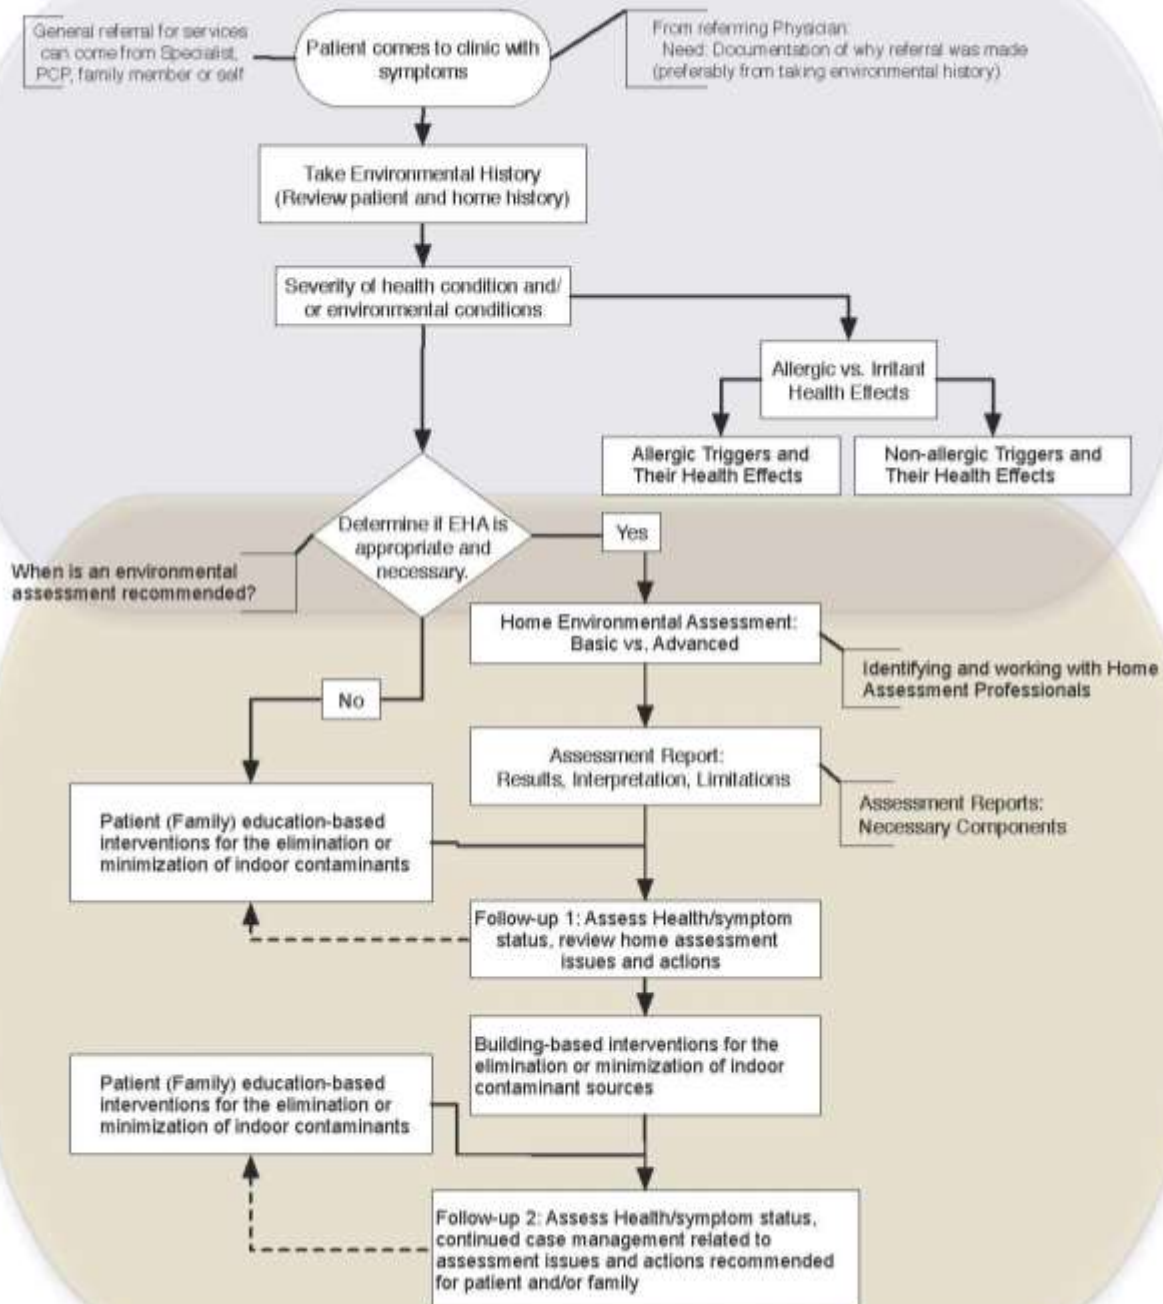 General referral for services
can come from Specialist,
PCP, family member or self
Patient comes to clinic with
symptoms
From referring Physician:
Need: Documentation of why referral was made
(preferably from taking environmental history)
Take Environmental History
(Review patient and home history)
Severity of health condition and/
or environmental conditions
Allergic vs. Irritant
Health Effects
Allergic Triggers and
Their Health Effects
Non-allergic Triggers and
Their Health Effects
Determine if EHA is
appropriate and
necessary.
Yes
When is an environmental
assessment recommended?
Home Environmental Assessment:
Basic vs. Advanced
Identifying and working with Home
Assessment Professionals
No
Assessment Report:
Results, Interpretation, Limitations
Assessment Reports:
Necessary Components
Patient (Family) education-based
interventions for the elimination or
minimization of indoor contaminants
Follow-up 1: Assess Health/symptom
status, review home assessment
issues and actions
Building-based interventions for the
elimination or minimization of indoor
contaminant sources
Patient (Family) education-based
interventions for the elimination or
minimization of indoor contaminants
Follow-up 2: Assess Health/symptom status,
continued case management related to
assessment issues and actions recommended
for patient and/or family